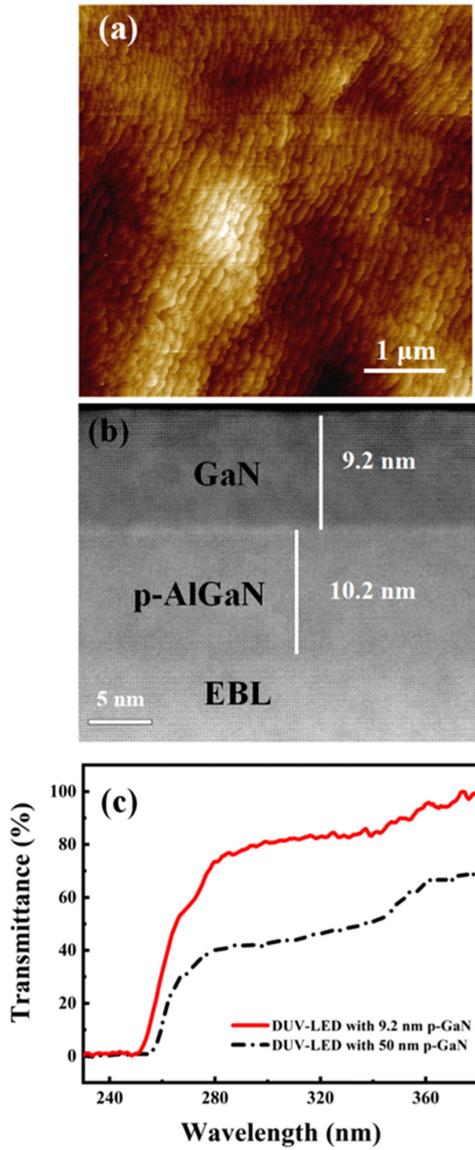 (a)
1 μm
(b)
GaN
9.2 nm
p-AlGaN
10.2 nm
5 nm
EBL
(c)
100
80
60
40
20
0
Transmittance (%)
DUV-LED with 9.2 nm p-GaN
DUV-LED with 50 nm p-GaN
240 280 320 360
Wavelength (nm)